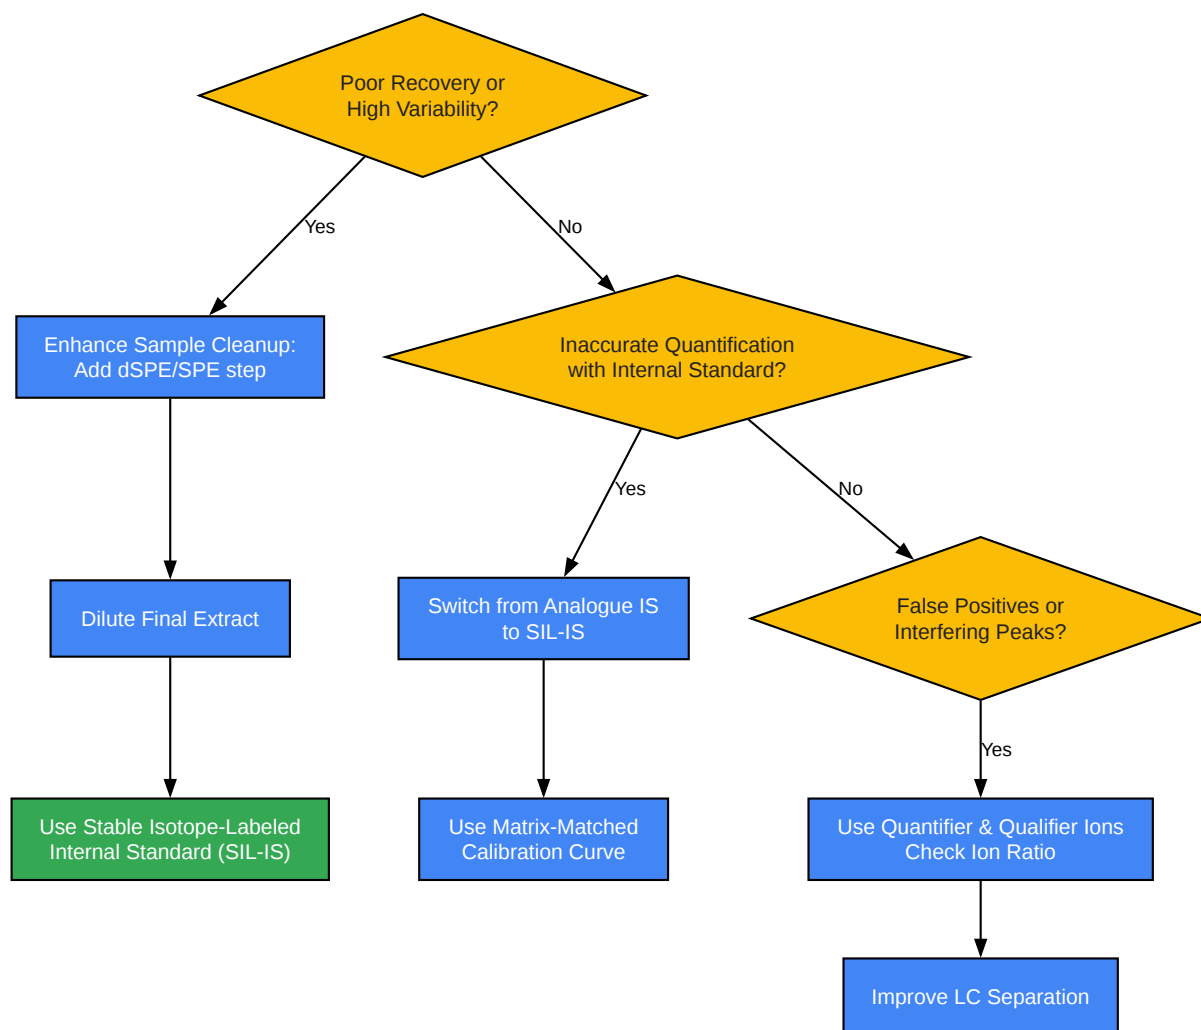 Poor Recovery or
High Variability?
Yes
No
Enhance Sample Cleanup:
Add dSPE/SPE step
Inaccurate Quantification
with Internal Standard?
Yes
No
Dilute Final Extract
Switch from Analogue IS
to SIL-IS
False Positives or
Interfering Peaks?
Yes
Use Stable Isotope-Labeled
Internal Standard (SIL-IS)
Use Matrix-Matched
Calibration Curve
Use Quantifier & Qualifier Ions
Check Ion Ratio
Improve LC Separation